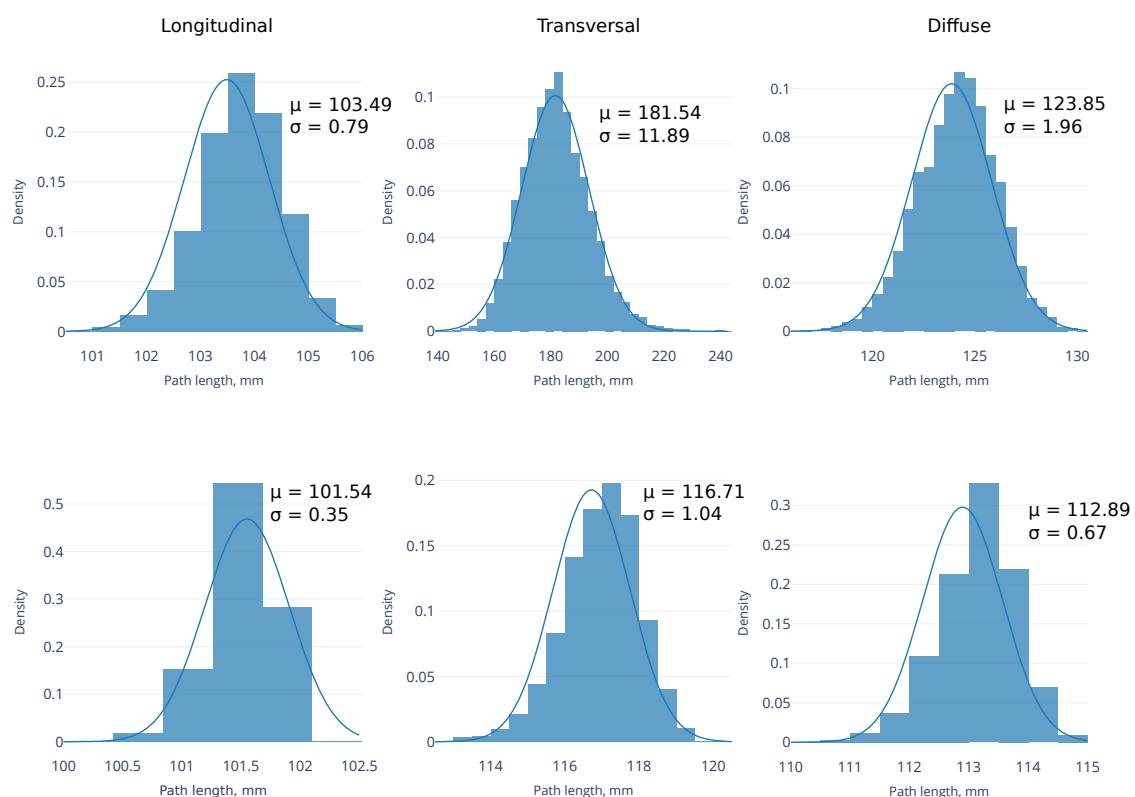 Longitudinal
Transversal
Diffuse
0.25
0.2
0.15
0.1
0.05
0
Density
μ = 103.49
σ = 0.79
101
102
103
104
105
106
Path length, mm
0.1
0.08
0.06
0.04
0.02
0
Density
μ = 181.54
σ = 11.89
140
160
180
200
220
240
Path length, mm
0.1
0.08
0.06
0.04
0.02
0
Density
μ = 123.85
σ = 1.96
120
125
130
Path length, mm
0.5
0.4
0.3
0.2
0.1
0
Density
μ = 101.54
σ = 0.35
100
100.5
101
101.5
102
102.5
Path length, mm
0.2
0.15
0.1
0.05
0
Density
μ = 116.71
σ = 1.04
114
116
118
120
Path length, mm
0.3
0.25
0.2
0.15
0.1
0.05
0
Density
μ = 112.89
σ = 0.67
110
111
112
113
114
115
Path length, mm